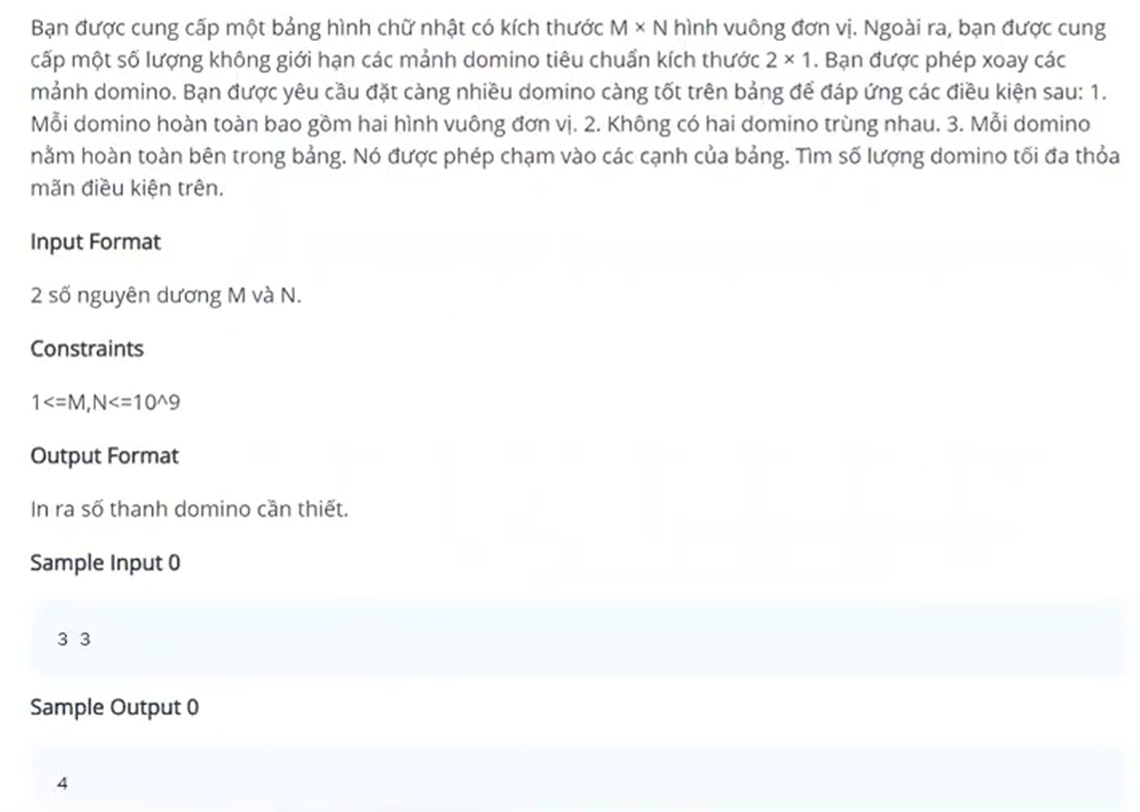 Bạn được cung cấp một bảng hình chữ nhật có kích thước M × N hình vuông đơn vị. Ngoài ra, bạn được cung
cấp một số lượng không giới hạn các mảnh domino tiêu chuẩn kích thước 2 × 1. Bạn được phép xoay các
mảnh domino. Bạn được yêu cầu đặt càng nhiều domino càng tốt trên bảng để đáp ứng các điều kiện sau: 1.
Mỗi domino hoàn toàn bao gồm hai hình vuông đơn vị. 2. Không có hai domino trùng nhau. 3. Mỗi domino
nằm hoàn toàn bên trong bảng. Nó được phép chạm vào các cạnh của bảng. Tìm số lượng domino tối đa thỏa
mãn điều kiện trên.
Input Format
2 số nguyên dương M và N.
Constraints
1<=M,N<=10^9
Output Format
In ra số thanh domino cần thiết.
Sample Input 0
3 3
Sample Output 0
4